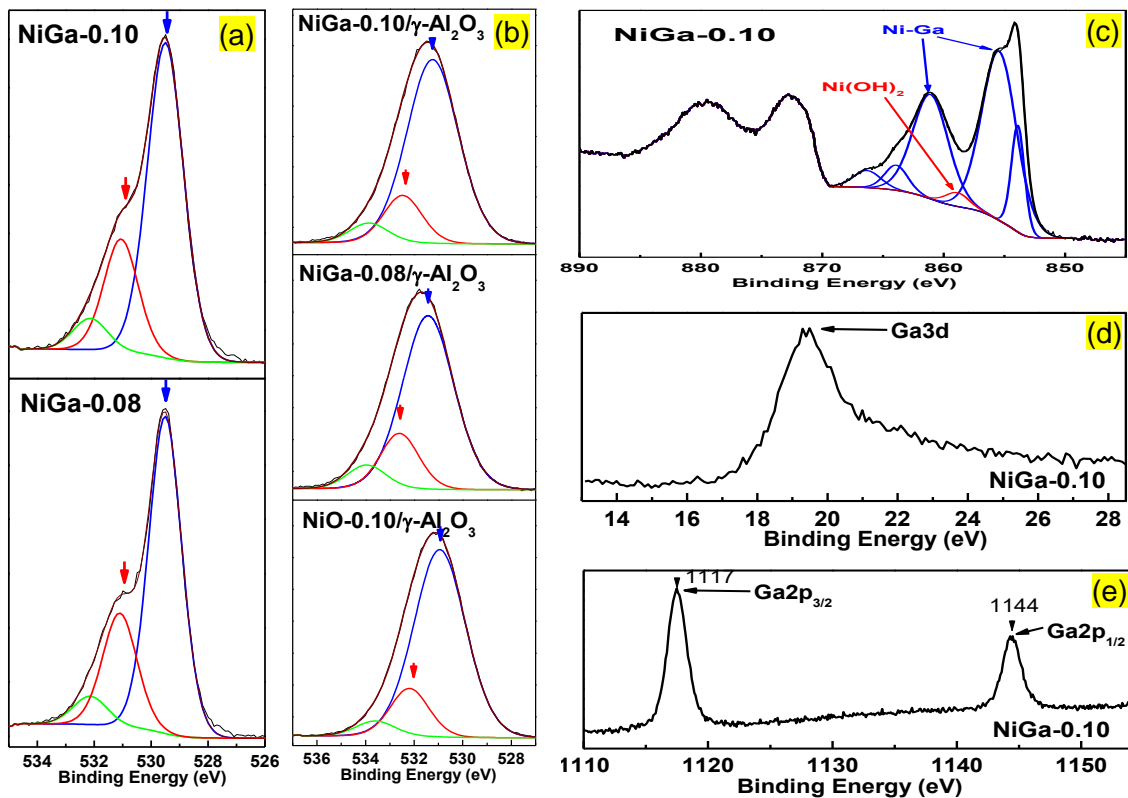 NiGa-0.10
(a)
NiGa-0.08
534 532 530 528 526
Binding Energy (eV)
NiGa-0.10/γ-Al2O3
(b)
NiGa-0.08/γ-Al2O3
NiO-0.10/γ-Al2O3
536 534 532 530 528
Binding Energy (eV)
NiGa-0.10
(c)
Ni-Ga
Ni(OH)2
890 880 870 860 850
Binding Energy (eV)
(d)
Ga3d
NiGa-0.10
14 16 18 20 22 24 26 28
Binding Energy (eV)
(e)
1117
Ga2p3/2
1144
Ga2p1/2
NiGa-0.10
1110 1120 1130 1140 1150
Binding Energy (eV)